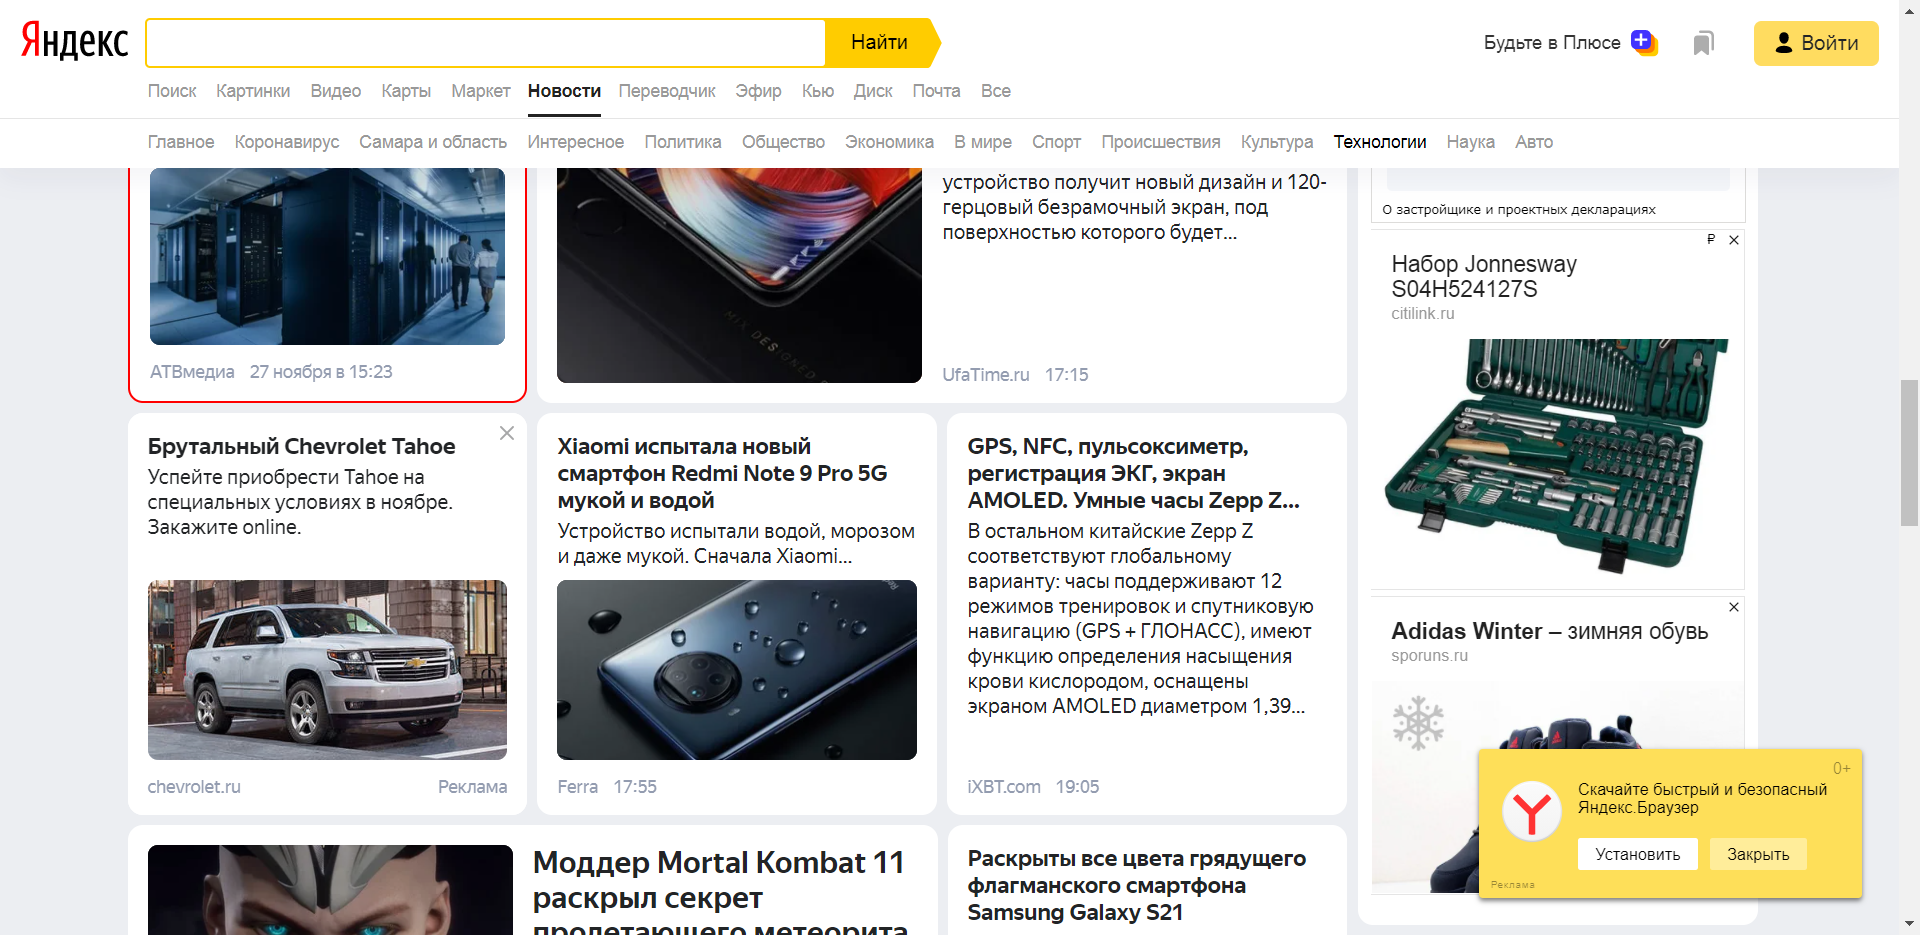 Яндекс
Найти
Будьте в Плюсе
Войти
Поиск Картинки Видео Карты Маркет Новости Переводчик Эфир Кью Диск Почта Все
Главное Коронавирус Самара и область Интересное Политика Общество Экономика В мире Спорт Происшествия Культура Технологии Наука Авто
АТВмедиа 27 ноября в 15:23
MIX DESIGNED
устройство получит новый дизайн и 120-
герцовый безрамочный экран, под
поверхностью которого будет...
UfaTime.ru 17:15
Брутальный Chevrolet Tahoe
Успейте приобрести Tahoe на
специальных условиях в ноябре.
Закажите online.
chevrolet.ru Реклама
Xiaomi испытала новый
смартфон Redmi Note 9 Pro 5G
мукой и водой
Устройство испытали водой, морозом
и даже мукой. Сначала Xiaomi...
Ferra 17:55
GPS, NFC, пульсоксиметр,
регистрация ЭКГ, экран
AMOLED. Умные часы Zepp Z...
В остальном китайские Zepp Z
соответствуют глобальному
варианту: часы поддерживают 12
режимов тренировок и спутниковую
навигацию (GPS + ГЛОНАСС), имеют
функцию определения насыщения
крови кислородом, оснащены
экраном AMOLED диаметром 1,39...
iXBT.com 19:05
Моддер Mortal Kombat 11
раскрыл секрет
пролетающего метеорита
Раскрыты все цвета грядущего
флагманского смартфона
Samsung Galaxy S21
О застройщике и проектных декларациях
₽
Набор Jonnesway
S04H524127S
citilink.ru
Adidas Winter – зимняя обувь
sporuns.ru
0+
Скачайте быстрый и безопасный
Яндекс.Браузер
Установить Закрыть
Реклама